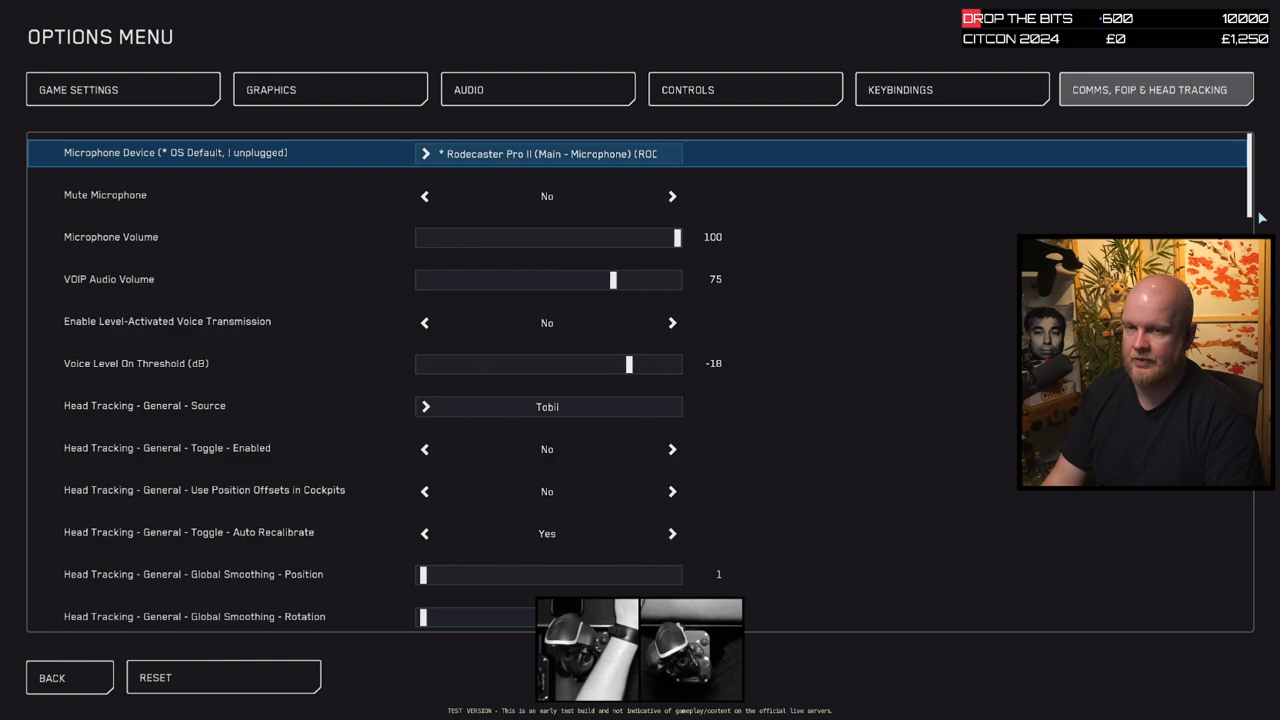 DROP THE BITS 600 10000
CITCON 2024 £0 £1,250
OPTIONS MENU
GAME SETTINGS
GRAPHICS
AUDIO
CONTROLS
KEYBINDINGS
COMMS, FOIP & HEAD TRACKING
Microphone Device (* OS Default, ! unplugged) * Rodecaster Pro II (Main - Microphone) (ROD
Mute Microphone No
Microphone Volume 100
VOIP Audio Volume 75
Enable Level-Activated Voice Transmission No
Voice Level On Threshold (dB) -18
Head Tracking - General - Source Tobii
Head Tracking - General - Toggle - Enabled No
Head Tracking - General - Use Position Offsets in Cockpits No
Head Tracking - General - Toggle - Auto Recalibrate Yes
Head Tracking - General - Global Smoothing - Position 1
Head Tracking - General - Global Smoothing - Rotation
BACK
RESET
TEST VERSION - This is an early test build and not indicative of gameplay/content on the official live servers.